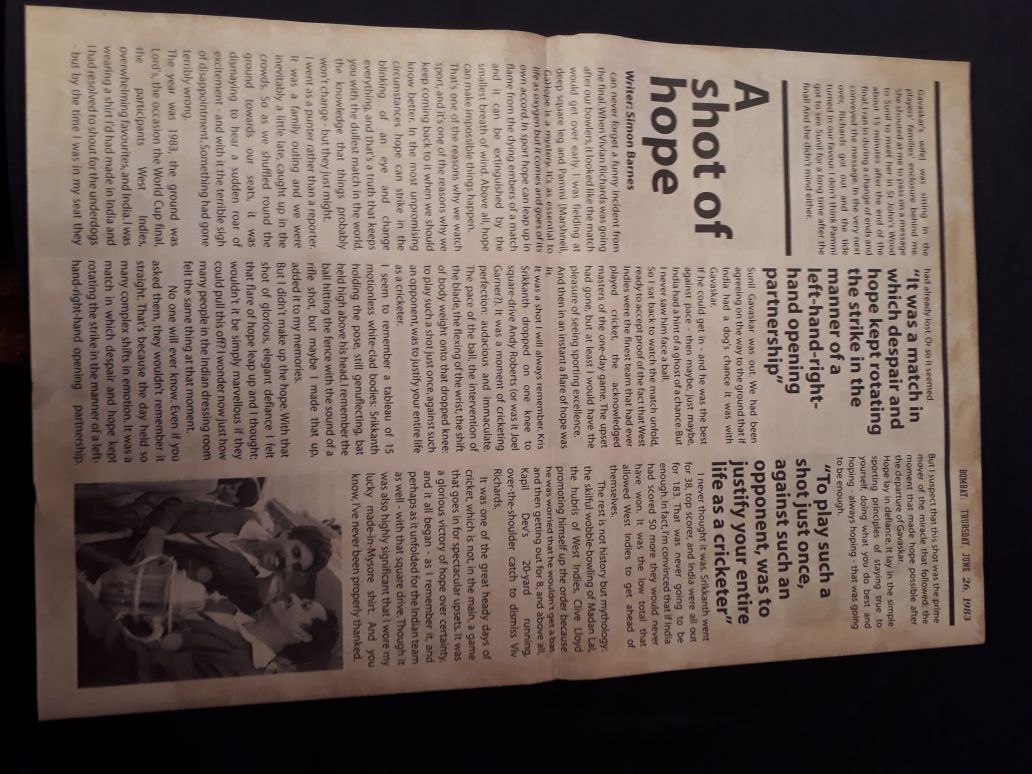 BOMBAY THURSDAY, JUNE 26, 1983
Gavaskar's wife) was sitting in the
players' families' enclosure behind me.
She shouted at me to pass on a message
to Sunil to meet her in St John's Wood
about 15 minutes after the end of the
final! I ran in during a change of ends and
conveyed the message. In the very next
over, Richards got out and the tide
turned in our favour. I don't think Pammi
got to see Sunil for a long time after the
final! And she didn't mind either.
A
shot of
hope
Writer: Simon Barnes
can never forget a funny incident from
the final. When Vivian Richards was going
after our bowlers, it looked like the match
would get over early. I was fielding at
deep square leg and Pammi [Marshneil,
life as oxygen but it comes and goes of its
own accord. In sport hope can leap up in
flame from the dying embers of a match
and it can be extinguished by the
smallest breath of wind. Above all, hope
can make impossible things happen.
That's one of the reasons why we watch
sport, and it's one of the reasons why we
keep coming back to it when we should
know better. In the most unpromising
circumstances hope can strike in the
blinking of an eye and change
everything, and that's a truth that keeps
you with the dullest match in the world,
the knowledge that things probably
won't change - but they just might.
I went as a punter rather than a reporter.
It was a family outing and we were
inevitably a little late, caught up in the
crowds. So as we shuffled round the
ground towards our seats, it was
dismaying to hear a sudden roar of
excitement - and with it the terrible sigh
of disappointment. Something had gone
terribly wrong.
The year was 1983, the ground was
Lord's, the occasion the World Cup final,
the participants West Indies,
overwhelming favourites, and India. I was
wearing a shirt I'd had made in India and
I had resolved to shout for the underdogs
- but by the time I was in my seat they
had already lost. Or so I seemed.
"It was a match in
which despair and
hope kept rotating
the strike in the
manner of a
left-hand-right-
hand opening
partnership"
Sunil Gavaskar was out. We had been
agreeing on the way to the ground that if
India had a dog's chance it was with
Gavaskar.
If he could get in - and he was the best
against pace - then maybe, just maybe,
India had a hint of a ghost of a chance. But
I never saw him face a ball.
So I sat back to watch the match unfold,
ready to accept proof of the fact that West
Indies were the finest team that had ever
played cricket, the acknowledged
masters of the one-day game. The upset
had gone, but at least I would have the
pleasure of seeing sporting excellence.
And then in an instant a flare of hope was
lit.
It was a shot I will always remember. Kris
Srikkanth dropped on one knee to
square-drive Andy Roberts (or was it Joel
Garner?). It was a moment of cricketing
perfection: audacious and immaculate.
The pace of the ball, the intervention of
the blade, the flexing of the wrist, the shift
of body weight onto that dropped knee:
to play such a shot just once, against such
an opponent, was to justify your entire life
as a cricketer.
I seem to remember a tableau of 15
motionless white-clad bodies. Srikkanth
holding the pose, still genuflecting, bat
held high above his head. I remember the
ball hitting the fence with the sound of a
rifle shot, but maybe I made that up,
added it to my memories.
But I didn't make up the hope. With that
shot of glorious, elegant defiance I felt
that flare of hope leap up and I thought:
wouldn't it be simply marvellous if they
could pull this off? I wonder now just how
many people in the Indian dressing room
felt the same thing at that moment.
No one will ever know. Even if you
asked them, they wouldn't remember it
straight. That's because the day held so
many complex shifts in emotion. It was a
match in which despair and hope kept
rotating the strike in the manner of a left-
hand-right-hand opening partnership.
But I suspect that this shot was the prime
mover of the miracle that followed: the
moment that made hope possible after
the departure of Gavaskar.
Hope lay in defiance. It lay in the simple
sporting principles of staying true to
yourself, doing what you do best and
hoping - always hoping - that was going
to be enough.
"To play such a
shot just once,
against such an
opponent, was to
justify your entire
life as a cricketer"
I never thought it was. Srikkanth went
for 38, top scorer, and India were all out
for 183. That was never going to be
enough. In fact, I'm convinced that if India
had scored 50 more they would never
have won. It was the low total that
allowed West Indies to get ahead of
themselves.
The rest is not history but mythology:
the skilful wobble-bowling of Madan Lal,
the hubris of West Indies, Clive Lloyd
promoting himself up the order because
he was worried that he wouldn't get a bat,
and then getting out for 8, and above all,
Kapil Dev's 20-yard running,
over-the-shoulder catch to dismiss Viv
Richards.
It was one of the great heady days of
cricket, which is not, in the main, a game
that goes in for spectacular upsets. It was
a glorious victory of hope over certainty,
and it all began - as I remember it, and
perhaps as it unfolded for the Indian team
as well - with that square drive. Though it
was also highly significant that I wore my
lucky made-in-Mysore shirt. And you
know, I've never been properly thanked.